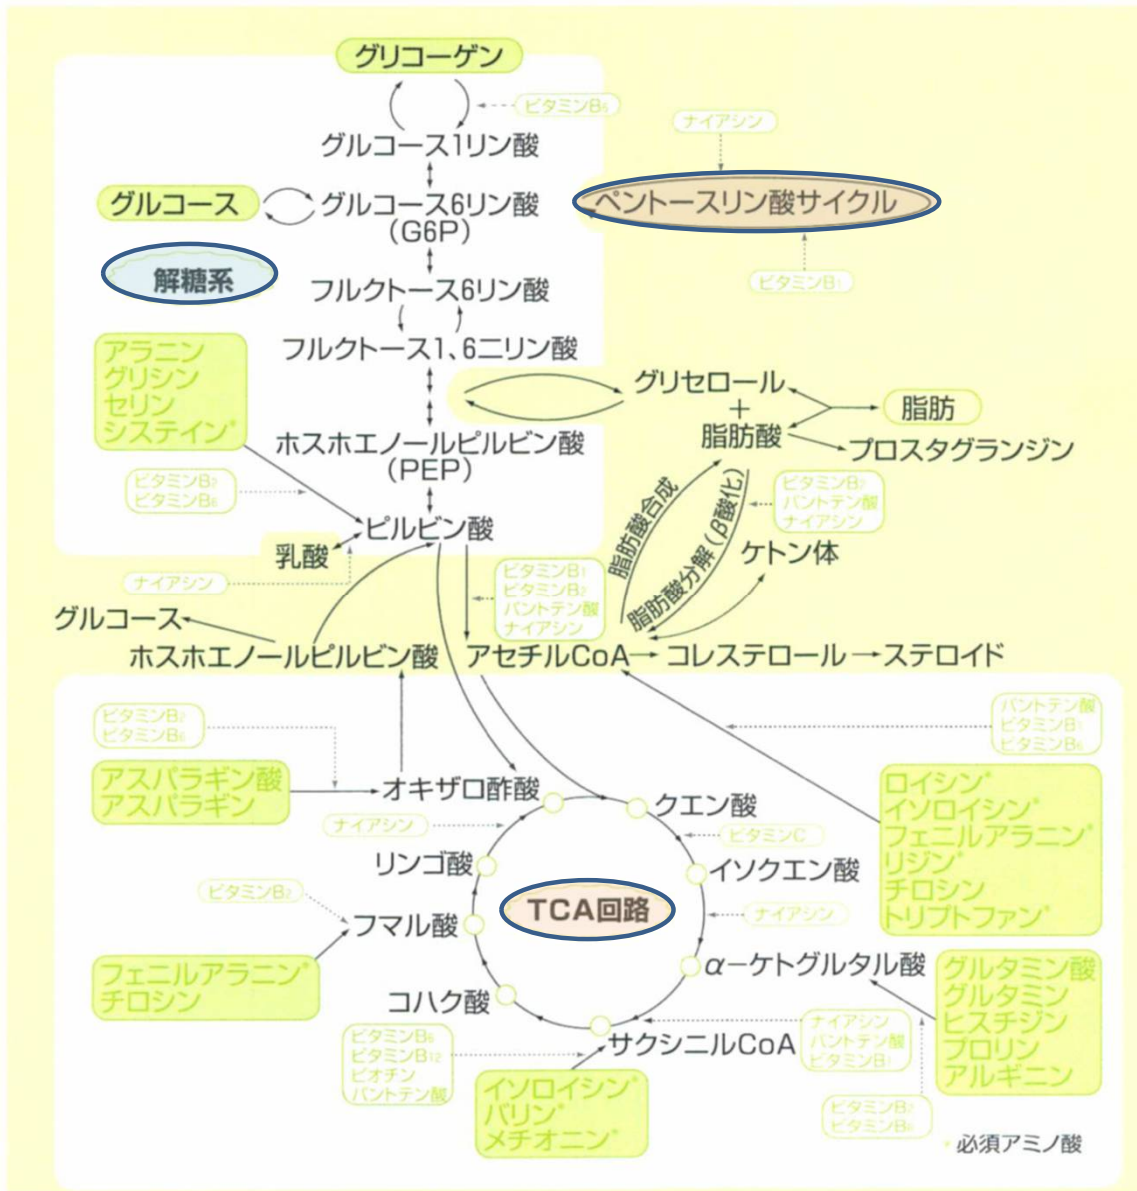 グリコーゲン
ビタミンB₆
グルコース1リン酸
ナイアシン
グルコース
グルコース6リン酸
(G6P)
ペントースリン酸サイクル
解糖系
ビタミンB₁
フルクトース6リン酸
フルクトース1、6ニリン酸
アラニン
グリシン
セリン
システイン*
グリセロール
+
脂肪酸
脂肪
プロスタグランジン
ホスホエノールピルビン酸
(PEP)
ビタミンB₂
ビタミンB₆
ビタミンB₂
パントテン酸
ナイアシン
ピルビン酸
乳酸
ナイアシン
脂肪酸合成
脂肪酸分解(β酸化)
ケトン体
ビタミンB₁
ビタミンB₂
パントテン酸
ナイアシン
グルコース
ホスホエノールピルビン酸
アセチルCoA
コレステロール
ステロイド
ビタミンB₂
ビタミンB₆
パントテン酸
ビタミンB₁
ビタミンB₆
アスパラギン酸
アスパラギン
オキザロ酢酸
クエン酸
ナイアシン
ビタミンC
ロイシン*
イソロイシン*
フェニルアラニン*
リジン*
チロシン
トリプトファン*
リンゴ酸
イソクエン酸
ビタミンB₂
TCA回路
ナイアシン
フマル酸
フェニルアラニン*
チロシン
α−ケトグルタル酸
グルタミン酸
グルタミン
ヒスチジン
プロリン
アルギニン
コハク酸
サクシニルCoA
ナイアシン
パントテン酸
ビタミンB₁
ビタミンB₆
ビタミンB₁₂
ビオチン
パントテン酸
イソロイシン*
バリン*
メチオニン*
ビタミンB₂
ビタミンB₆
*必須アミノ酸